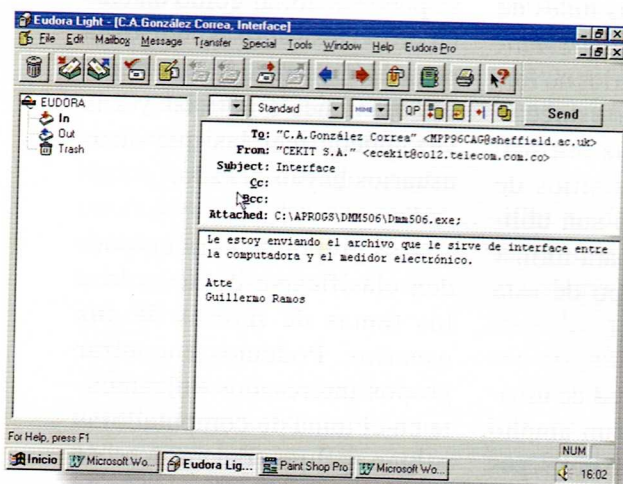 Eudora Light - [C.A.González Correa, Interface]
File Edit Mailbox Message Transfer Special Tools Window Help Eudora Pro
EUDORA
In
Out
Trash
Standard MIME QP Send
To: "C.A.González Correa" <MPP96CAG@sheffield.ac.uk>
From: "CEKIT S.A." <ecekit@col2.telecom.com.co>
Subject: Interface
Cc:
Bcc:
Attached: C:\APROGS\DMM506\Dmm506.exe;
Le estoy enviando el archivo que le sirve de interface entre
la computadora y el medidor electrónico.
Atte
Guillermo Ramos
For Help, press F1
NUM
Inicio Microsoft Wo... Eudora Lig... Paint Shop Pro Microsoft Wo... 16:02